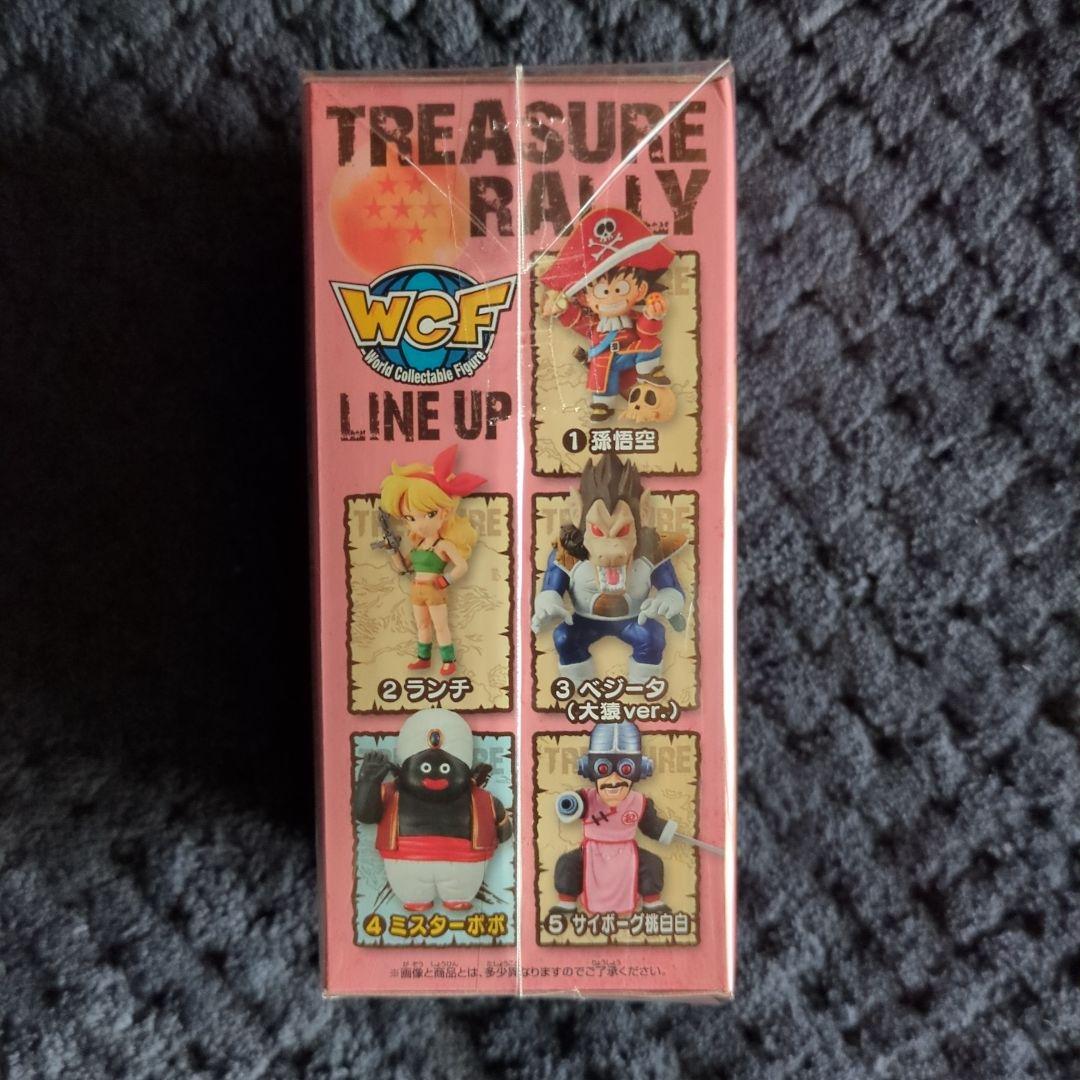 TREASURE
RALLY
WCF
World Collectable Figure
LINE UP
1 孫悟空
2 ランチ
3 ベジータ
(大猿ver.)
4 ミスターポポ
5 サイボーグ桃白白
※画像と商品とは、多少異なりますのでご了承ください。